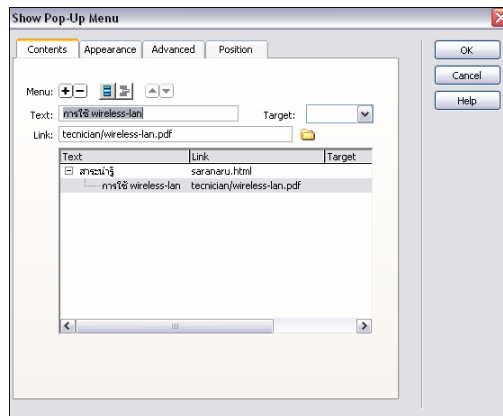 Show Pop-Up Menu
Contents Appearance Advanced Position
OK
Cancel
Help
Menu:
Text: การใช้ wireless-lan Target:
Link: tecnician/wireless-lan.pdf
Text Link Target
สาระน่ารู้ saranaru.html
การใช้ wireless-lan tecnician/wireless-lan.pdf